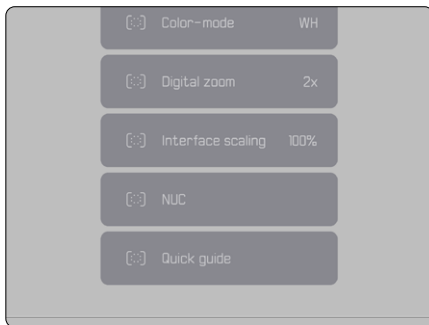 Color-mode WH
Digital zoom 2x
Interface scaling 100%
NUC
Quick guide